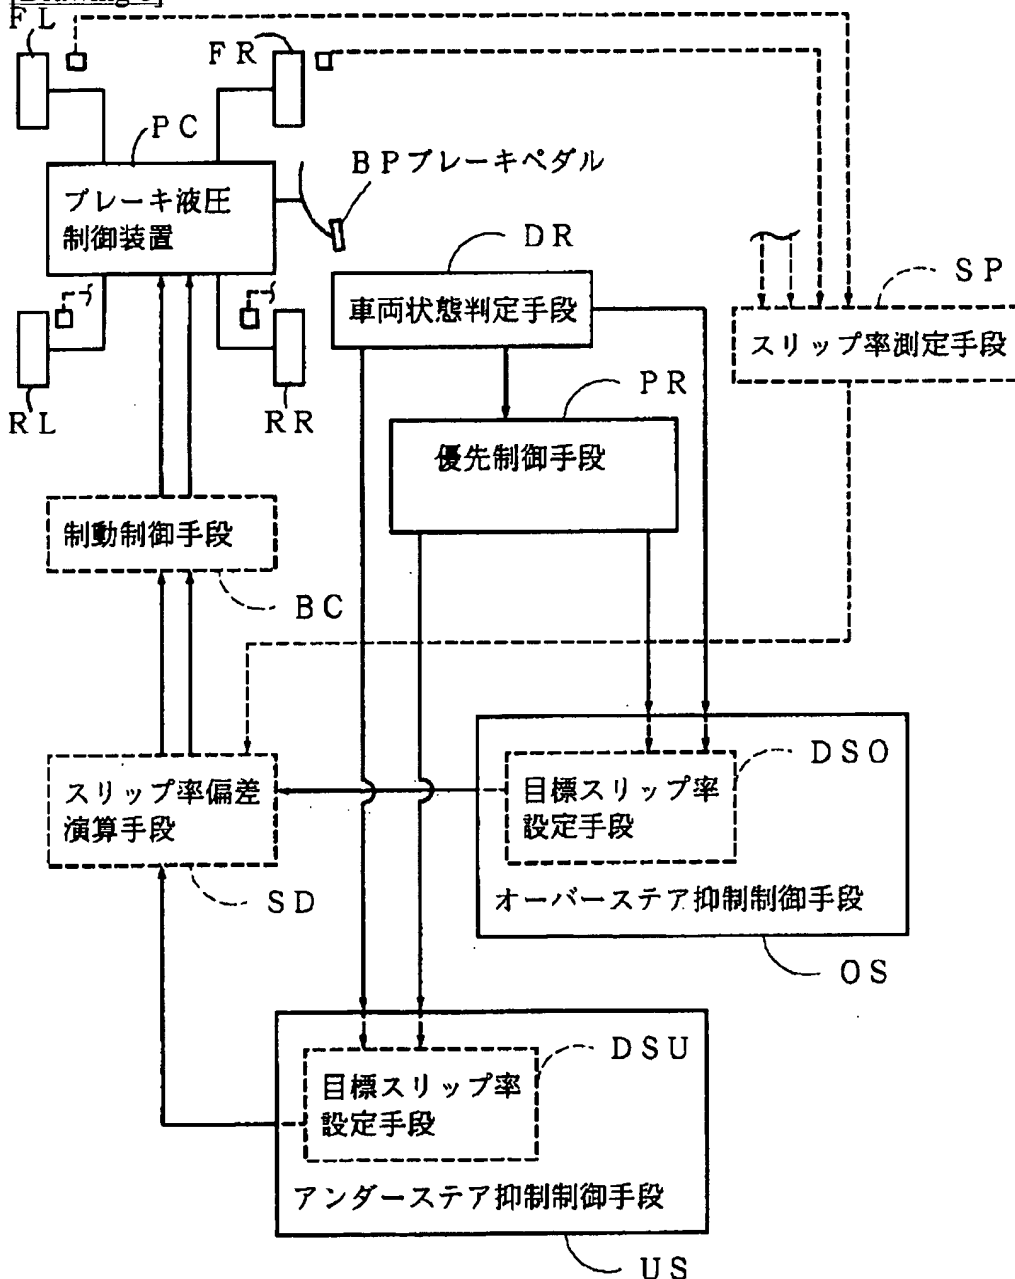 [Drawing
FL
FR
PC
BPブレーキペダル
ブレーキ液圧
制御装置
DR
車両状態判定手段
SP
スリップ率測定手段
PR
優先制御手段
RL
RR
制動制御手段
BC
スリップ率偏差
演算手段
SD
DSO
目標スリップ率
設定手段
オーバーステア抑制制御手段
OS
DSU
目標スリップ率
設定手段
アンダーステア抑制制御手段
US